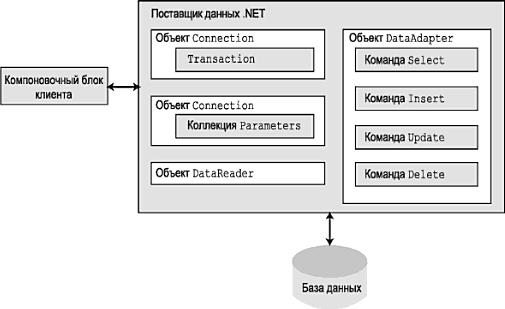 Поставщик данных .NET
Объект Connection
Transaction
Объект Connection
Коллекция Parameters
Объект DataReader
Объект DataAdapter
Команда Select
Команда Insert
Команда Update
Команда Delete
Компоновочный блок
клиента
База данных